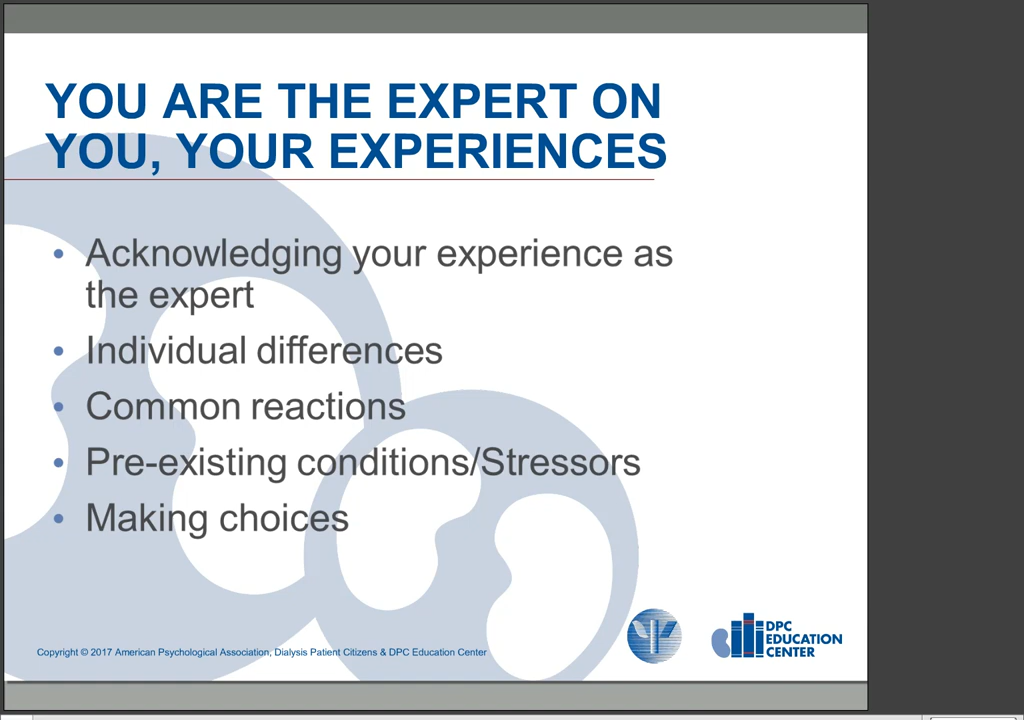 YOU ARE THE EXPERT ON
YOU, YOUR EXPERIENCES
• Acknowledging your experience as
the expert
• Individual differences
• Common reactions
• Pre-existing conditions/Stressors
• Making choices
Copyright © 2017 American Psychological Association, Dialysis Patient Citizens & DPC Education Center
DPC
EDUCATION
CENTER